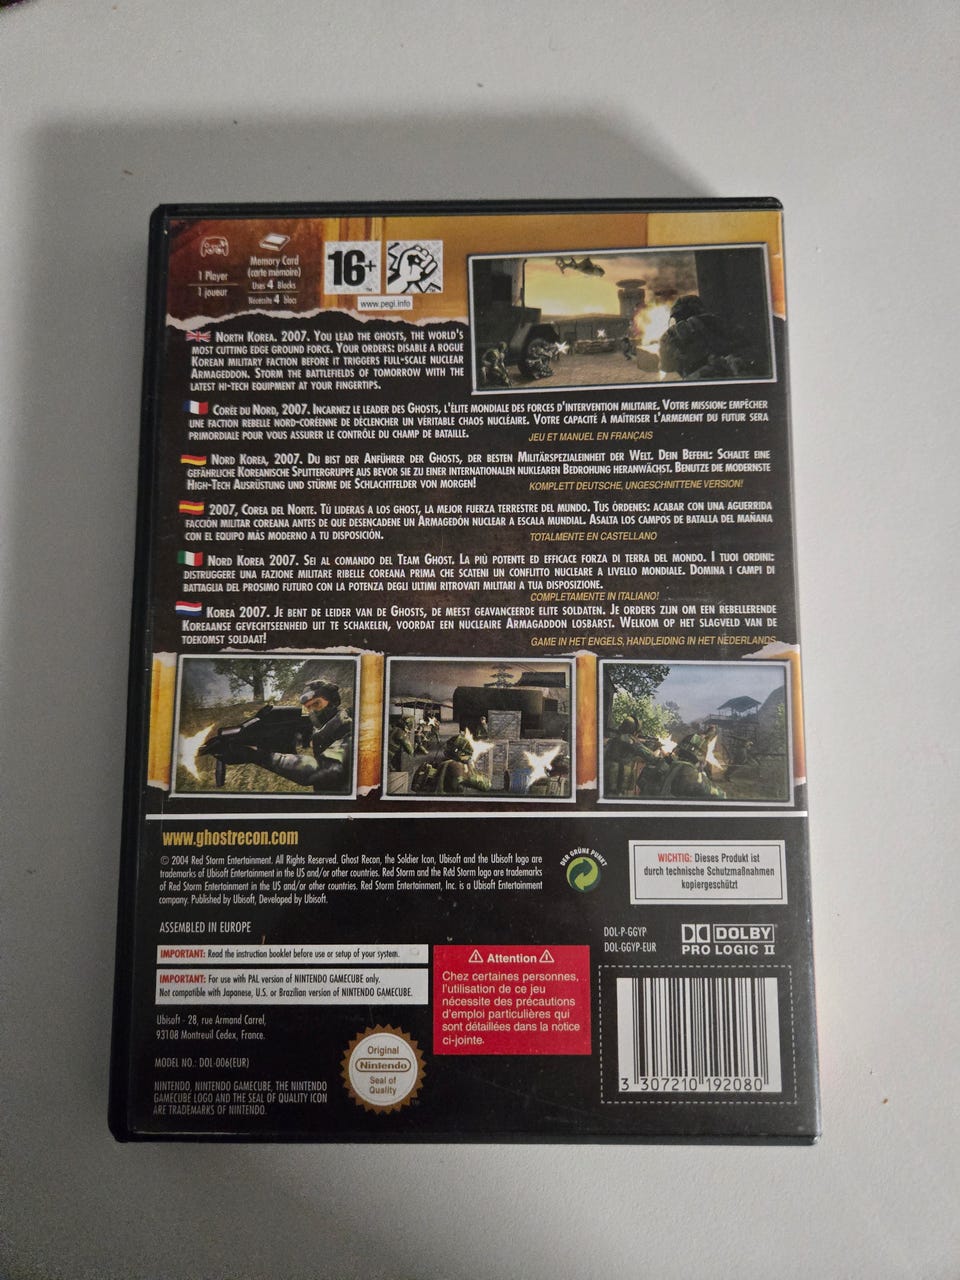 1 Player
1 joueur
Memory Card
(carte mémoire)
Uses 4 Blocks
Nécessite 4 blocs
16+
www.pegi.info
NORTH KOREA. 2007. YOU LEAD THE GHOSTS, THE WORLD'S
MOST CUTTING EDGE GROUND FORCE. YOUR ORDERS: DISABLE A ROGUE
KOREAN MILITARY FACTION BEFORE IT TRIGGERS FULL-SCALE NUCLEAR
ARMAGEDDON. STORM THE BATTLEFIELDS OF TOMORROW WITH THE
LATEST HI-TECH EQUIPMENT AT YOUR FINGERTIPS.
CORÉE DU NORD, 2007. INCARNEZ LE LEADER DES GHOSTS, L'ÉLITE MONDIALE DES FORCES D'INTERVENTION MILITAIRE. VOTRE MISSION: EMPÊCHER
UNE FACTION REBELLE NORD-CORÉENNE DE DÉCLENCHER UN VÉRITABLE CHAOS NUCLÉAIRE. VOTRE CAPACITÉ À MAÎTRISER L'ARMEMENT DU FUTUR SERA
PRIMORDIALE POUR VOUS ASSURER LE CONTRÔLE DU CHAMP DE BATAILLE.
JEU ET MANUEL EN FRANÇAIS
NORD KOREA, 2007. DU BIST DER ANFÜHRER DER GHOSTS, DER BESTEN MILITÄRSPEZIALEINHEIT DER WELT. DEIN BEFEHL: SCHALTE EINE
GEFÄHRLICHE KOREANISCHE SPLITTERGRUPPE AUS BEVOR SIE ZU EINER INTERNATIONALEN NUKLEAREN BEDROHUNG HERANWÄCHST. BENUTZE DIE MODERNSTE
HIGH-TECH AUSRÜSTUNG UND STÜRME DIE SCHLACHTFELDER VON MORGEN!
KOMPLETT DEUTSCHE, UNGESCHNITTENE VERSION!
2007, COREA DEL NORTE. TÚ LIDERAS A LOS GHOST, LA MEJOR FUERZA TERRESTRE DEL MUNDO. TUS ÓRDENES: ACABAR CON UNA AGUERRIDA
FACCIÓN MILITAR COREANA ANTES DE QUE DESENCADENE UN ARMAGEDÓN NUCLEAR A ESCALA MUNDIAL. ASALTA LOS CAMPOS DE BATALLA DEL MAÑANA
CON EL EQUIPO MÁS MODERNO A TU DISPOSICIÓN.
TOTALMENTE EN CASTELLANO
NORD KOREA 2007. SEI AL COMANDO DEL TEAM GHOST. LA PIÙ POTENTE ED EFFICACE FORZA DI TERRA DEL MONDO. I TUOI ORDINI:
DISTRUGGERE UNA FAZIONE MILITARE RIBELLE COREANA PRIMA CHE SCATENI UN CONFLITTO NUCLEARE A LIVELLO MONDIALE. DOMINA I CAMPI DI
BATTAGLIA DEL PROSIMO FUTURO CON LA POTENZA DEGLI ULTIMI RITROVATI MILITARI A TUA DISPOSIZIONE.
COMPLETAMENTE IN ITALIANO!
KOREA 2007. JE BENT DE LEIDER VAN DE GHOSTS, DE MEEST GEAVANCEERDE ELITE SOLDATEN. JE ORDERS ZIJN OM EEN REBELLERENDE
KOREAANSE GEVECHTSEENHEID UIT TE SCHAKELEN, VOORDAT EEN NUCLEAIRE ARMAGADDON LOSBARST. WELKOM OP HET SLAGVELD VAN DE
TOEKOMST SOLDAAT!
GAME IN HET ENGELS, HANDLEIDING IN HET NEDERLANDS
www.ghostrecon.com
© 2004 Red Storm Entertainment. All Rights Reserved. Ghost Recon, the Soldier Icon, Ubisoft and the Ubisoft logo are
trademarks of Ubisoft Entertainment in the US and/or other countries. Red Storm and the Red Storm logo are trademarks
of Red Storm Entertainment in the US and/or other countries. Red Storm Entertainment, Inc. is a Ubisoft Entertainment
company. Published by Ubisoft, Developed by Ubisoft.
DER GRÜNE PUNKT
WICHTIG: Dieses Produkt ist
durch technische Schutzmaßnahmen
kopiergeschützt
ASSEMBLED IN EUROPE
DOL-P-GGYP
DOL-GGYP-EUR
DOLBY
PRO LOGIC II
IMPORTANT: Read the instruction booklet before use or setup of your system.
IMPORTANT: For use with PAL version of NINTENDO GAMECUBE only.
Not compatible with Japanese, U.S. or Brazilian version of NINTENDO GAMECUBE.
Attention
Chez certaines personnes,
l'utilisation de ce jeu
nécessite des précautions
d'emploi particulières qui
sont détaillées dans la notice
ci-jointe.
Ubisoft - 28, rue Armand Carrel,
93108 Montreuil Cedex, France.
MODEL NO.: DOL-006(EUR)
NINTENDO, NINTENDO GAMECUBE, THE NINTENDO
GAMECUBE LOGO AND THE SEAL OF QUALITY ICON
ARE TRADEMARKS OF NINTENDO.
Original
Nintendo
Seal of
Quality
3 307210 192080